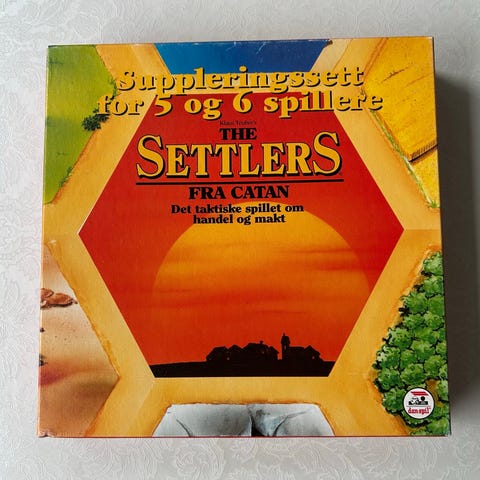 Suppleringssett
for 5 og 6 spillere
Klaus Teuber's
THE
SETTLERS
FRA CATAN
Det taktiske spillet om
handel og makt
dan spil